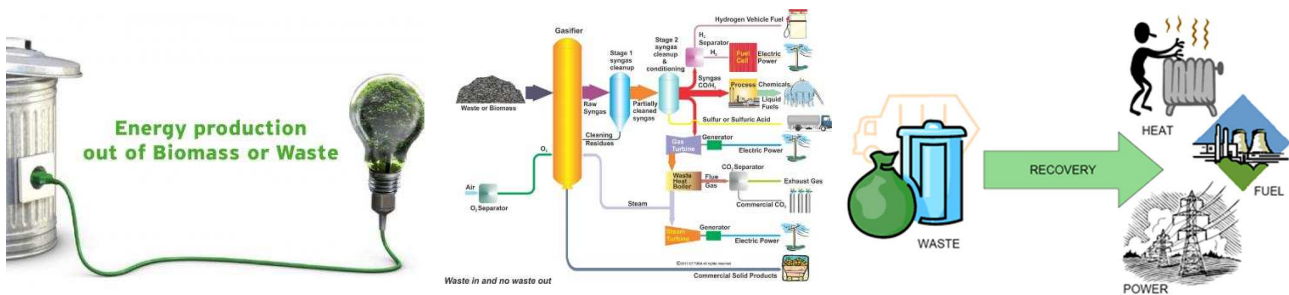 Energy production
out of Biomass or Waste
Hydrogen Vehicle Fuel
Gasifier
Stage 1
syngas
cleanup
Stage 2
syngas
cleanup
&
conditioning
H₂
Separator
H₂
Fuel
Cell
Electric
Power
Waste or Biomass
Raw
Syngas
Partially
cleaned
syngas
Syngas
CO/H₂
Process
Chemicals
Liquid
Fuels
Sulfur or Sulfuric Acid
Cleaning
Residues
O₂
Gas
Turbine
Generator
Electric Power
Air
O₂ Separator
Waste
Heat
Boiler
Flue
Gas
CO₂ Separator
Exhaust Gas
Commercial CO₂
Steam
Steam
Turbine
Generator
Electric Power
Commercial Solid Products
Waste in and no waste out
WASTE
RECOVERY
HEAT
FUEL
POWER